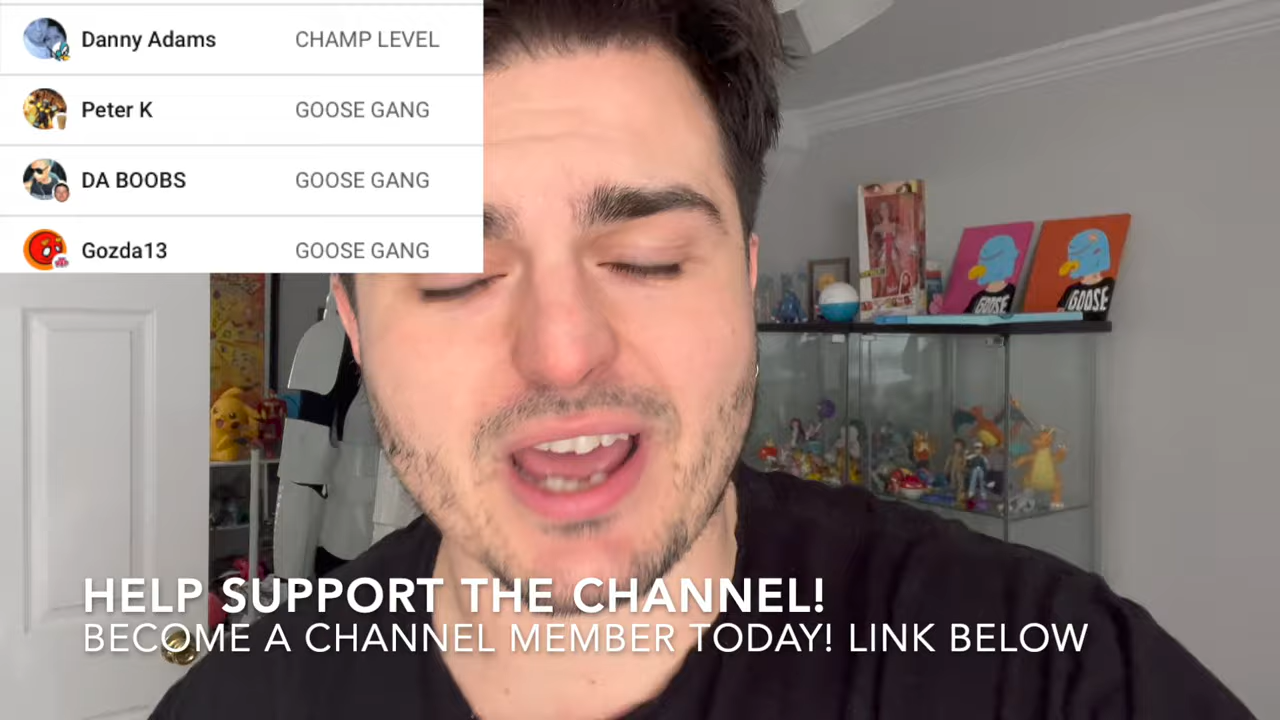 Danny Adams CHAMP LEVEL
Peter K GOOSE GANG
DA BOOBS GOOSE GANG
Gozda13 GOOSE GANG
GOOSE
GOOSE
HELP SUPPORT THE CHANNEL!
BECOME A CHANNEL MEMBER TODAY! LINK BELOW